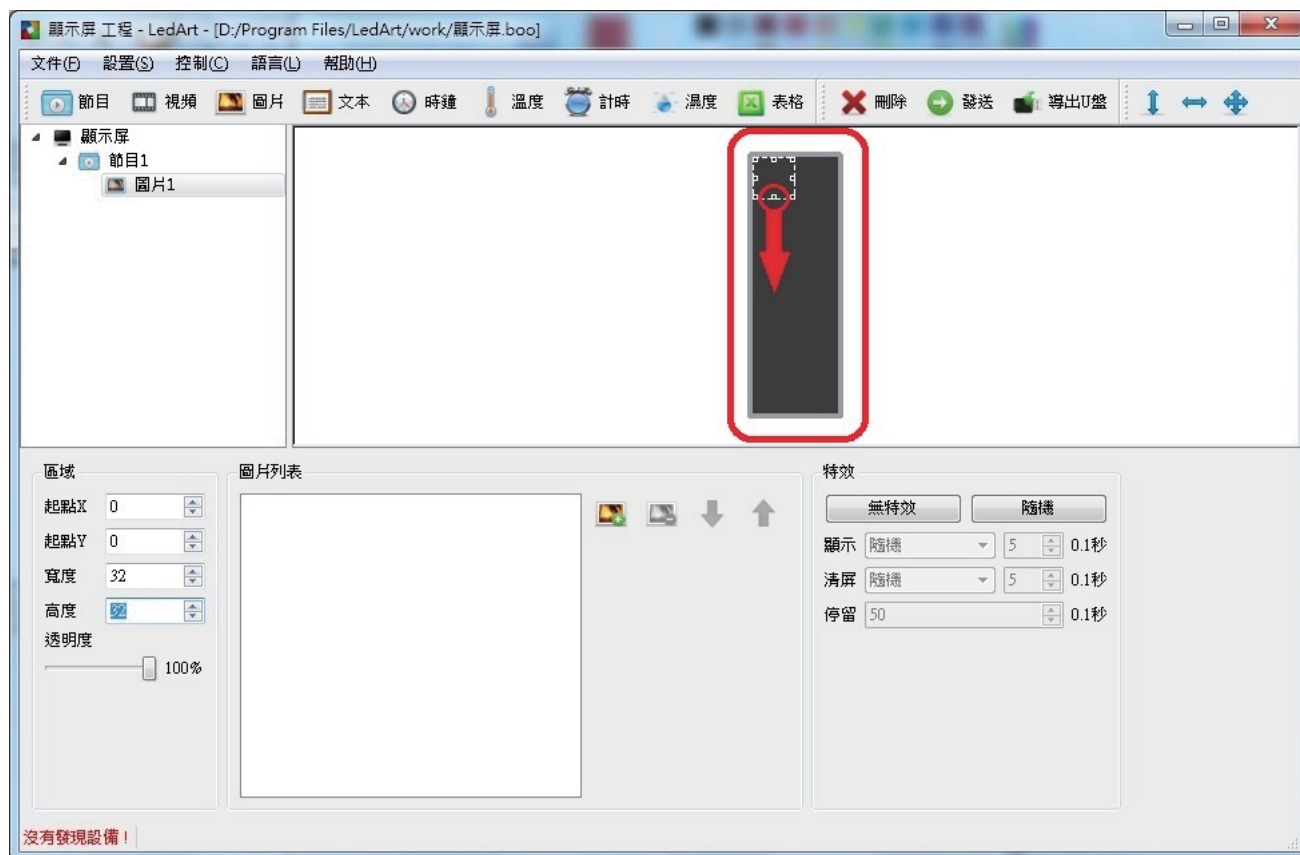 顯示屏 工程 - LedArt - [D:/Program Files/LedArt/work/顯示屏.boo]
文件(F) 設置(S) 控制(C) 語言(L) 幫助(H)
節目 視頻 圖片 文本 時鐘 溫度 計時 濕度 表格 刪除 發送 導出U盤
顯示屏
節目1
圖片1
區域
起點X 0
起點Y 0
寬度 32
高度 32
透明度
100%
圖片列表
特效
無特效 隨機
顯示 隨機 5 0.1秒
清屏 隨機 5 0.1秒
停留 50 0.1秒
沒有發現設備！